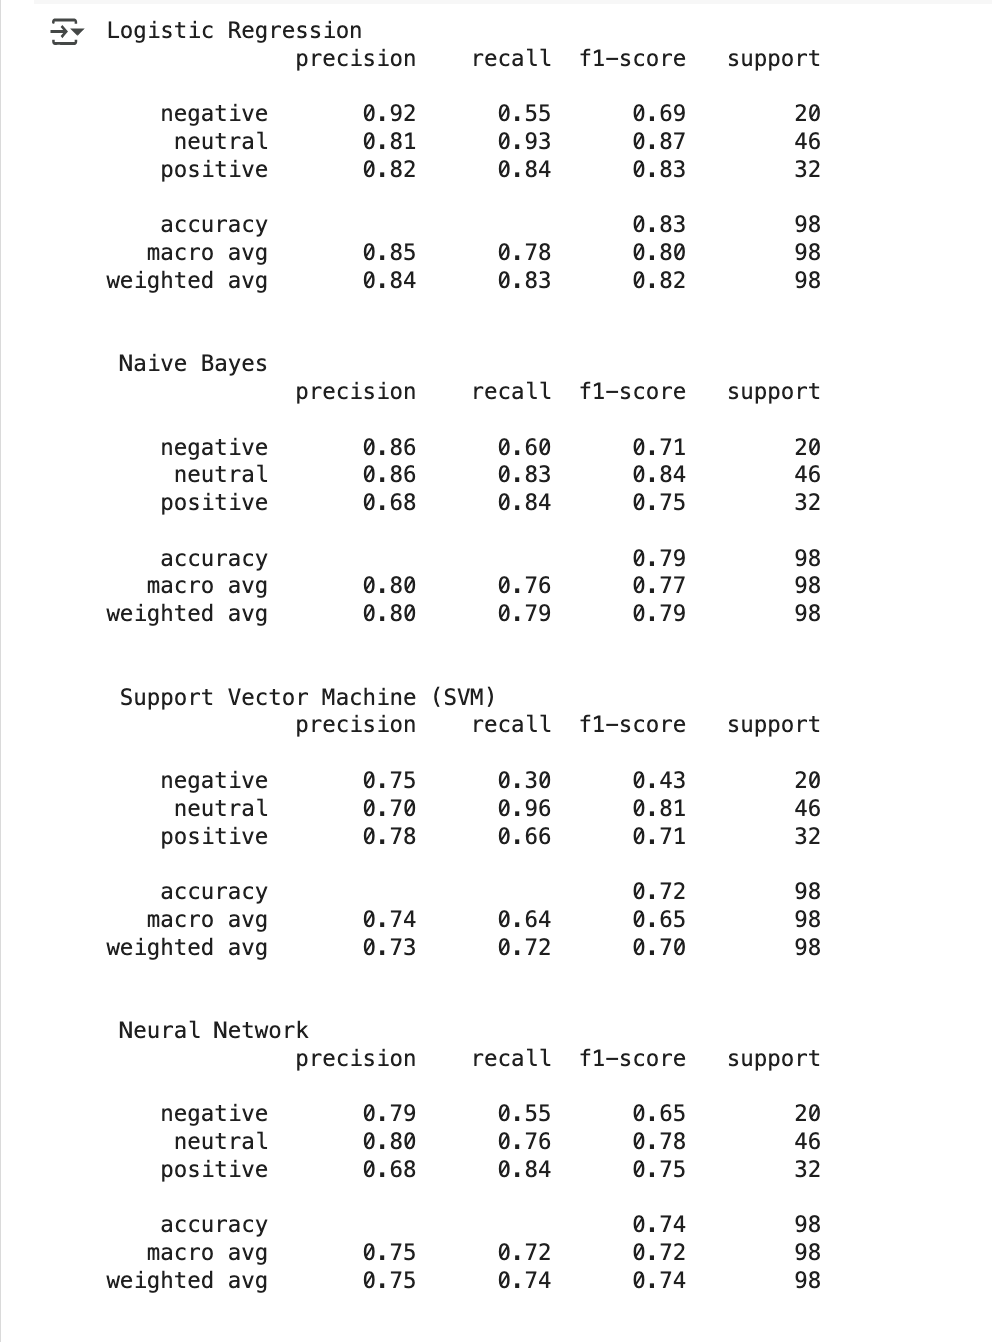 Logistic Regression
precision recall f1-score support
negative 0.92 0.55 0.69 20
neutral 0.81 0.93 0.87 46
positive 0.82 0.84 0.83 32
accuracy 0.83 98
macro avg 0.85 0.78 0.80 98
weighted avg 0.84 0.83 0.82 98
Naive Bayes
precision recall f1-score support
negative 0.86 0.60 0.71 20
neutral 0.86 0.83 0.84 46
positive 0.68 0.84 0.75 32
accuracy 0.79 98
macro avg 0.80 0.76 0.77 98
weighted avg 0.80 0.79 0.79 98
Support Vector Machine (SVM)
precision recall f1-score support
negative 0.75 0.30 0.43 20
neutral 0.70 0.96 0.81 46
positive 0.78 0.66 0.71 32
accuracy 0.72 98
macro avg 0.74 0.64 0.65 98
weighted avg 0.73 0.72 0.70 98
Neural Network
precision recall f1-score support
negative 0.79 0.55 0.65 20
neutral 0.80 0.76 0.78 46
positive 0.68 0.84 0.75 32
accuracy 0.74 98
macro avg 0.75 0.72 0.72 98
weighted avg 0.75 0.74 0.74 98